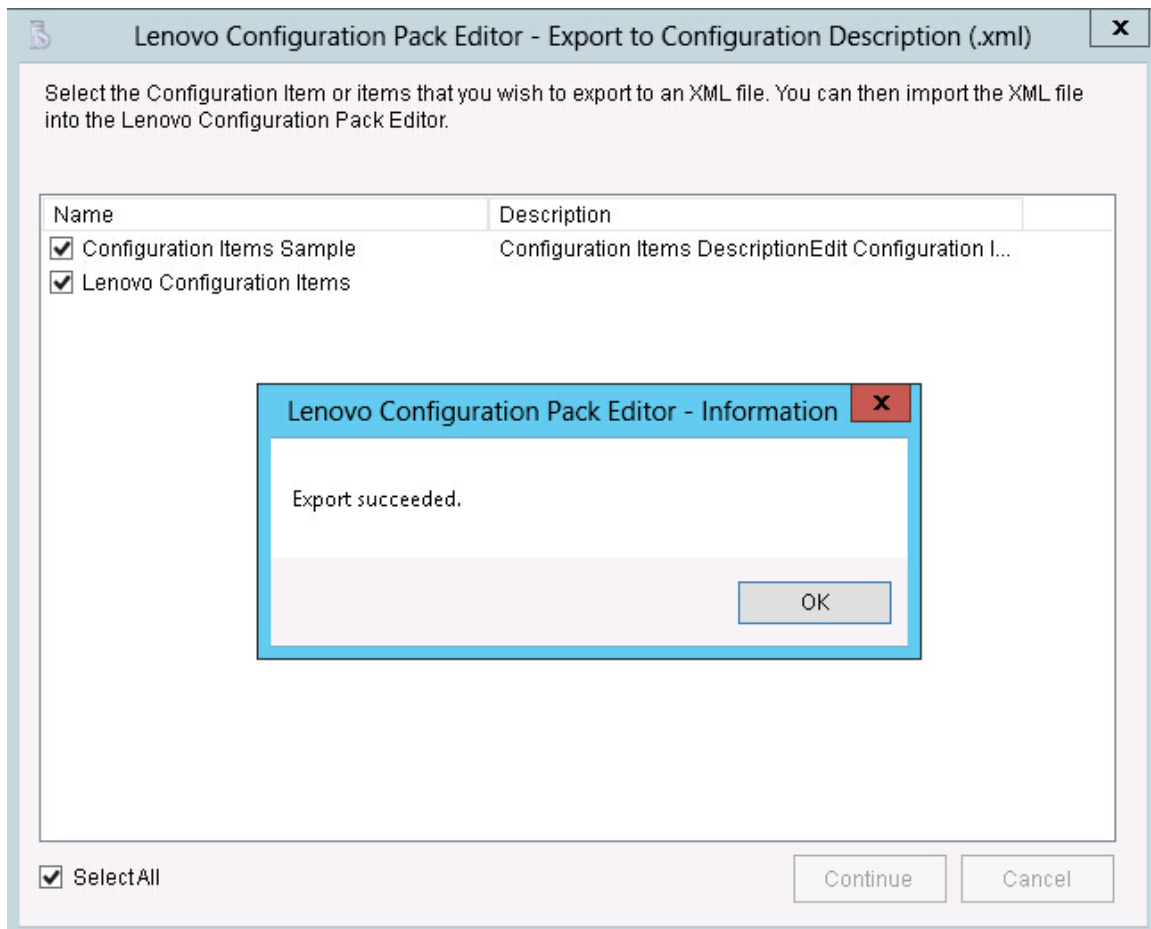 Lenovo Configuration Pack Editor - Export to Configuration Description (.xml)
x
Select the Configuration Item or items that you wish to export to an XML file. You can then import the XML file
into the Lenovo Configuration Pack Editor.
Name Description
Configuration Items Sample Configuration Items DescriptionEdit Configuration I...
Lenovo Configuration Items
Lenovo Configuration Pack Editor - Information x
Export succeeded.
OK
Select All Continue Cancel